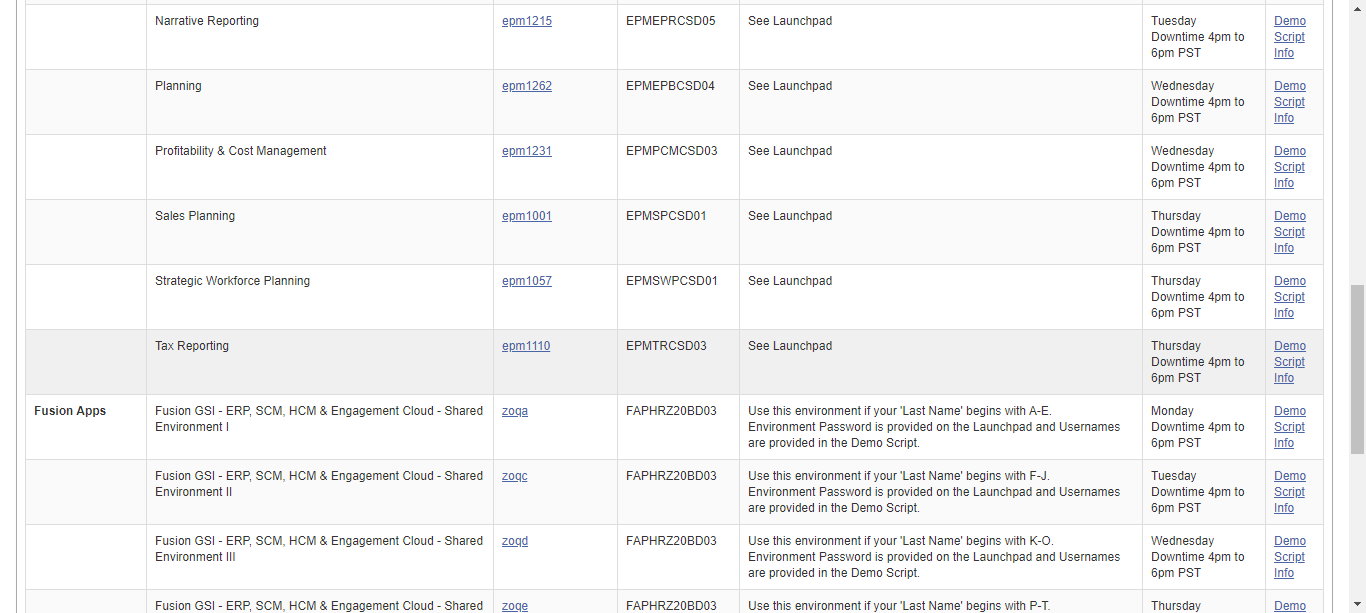 Narrative Reporting epm1215 EPMEPRCSD05 See Launchpad Tuesday Demo
Downtime 4pm to Script
6pm PST Info
Planning epm1262 EPMEPBCSD04 See Launchpad Wednesday Demo
Downtime 4pm to Script
6pm PST Info
Profitability & Cost Management epm1231 EPMPCMCSD03 See Launchpad Wednesday Demo
Downtime 4pm to Script
6pm PST Info
Sales Planning epm1001 EPMSPCSD01 See Launchpad Thursday Demo
Downtime 4pm to Script
6pm PST Info
Strategic Workforce Planning epm1057 EPMSWPCSD01 See Launchpad Thursday Demo
Downtime 4pm to Script
6pm PST Info
Tax Reporting epm1110 EPMTRCSD03 See Launchpad Thursday Demo
Downtime 4pm to Script
6pm PST Info
Fusion Apps Fusion GSI - ERP, SCM, HCM & Engagement Cloud - Shared zoqa FAPHRZ20BD03 Use this environment if your 'Last Name' begins with A-E. Monday Demo
Environment I Environment Password is provided on the Launchpad and Usernames Downtime 4pm to Script
are provided in the Demo Script. 6pm PST Info
Fusion GSI - ERP, SCM, HCM & Engagement Cloud - Shared zoqc FAPHRZ20BD03 Use this environment if your 'Last Name' begins with F-J. Tuesday Demo
Environment II Environment Password is provided on the Launchpad and Usernames Downtime 4pm to Script
are provided in the Demo Script. 6pm PST Info
Fusion GSI - ERP, SCM, HCM & Engagement Cloud - Shared zoqd FAPHRZ20BD03 Use this environment if your 'Last Name' begins with K-O. Wednesday Demo
Environment III Environment Password is provided on the Launchpad and Usernames Downtime 4pm to Script
are provided in the Demo Script. 6pm PST Info
Fusion GSI - ERP, SCM, HCM & Engagement Cloud - Shared zoqe FAPHRZ20BD03 Use this environment if your 'Last Name' begins with P-T. Thursday Demo